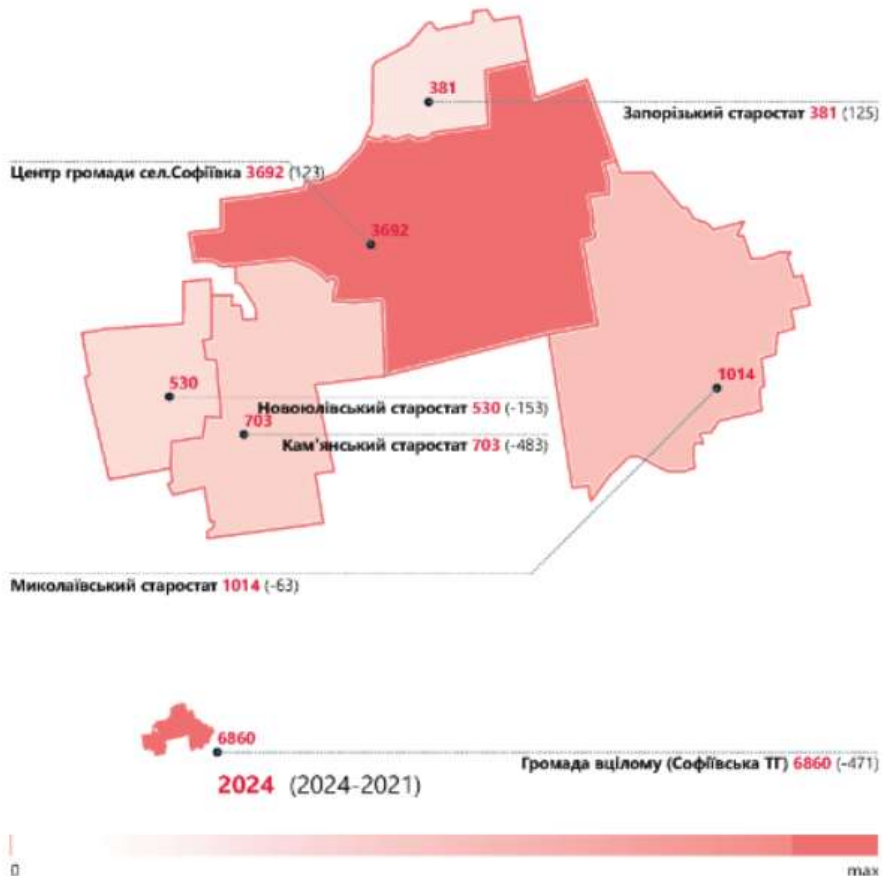 381
Запорізький старостат 381 (125)
Центр громади сел.Софіївка 3692 (123)
3692
1014
530
Новоюлівський старостат 530 (-153)
703
Кам'янський старостат 703 (-483)
Миколаївський старостат 1014 (-63)
6860
Громада вцілому (Софіївська ТГ) 6860 (-471)
2024 (2024-2021)
0 max